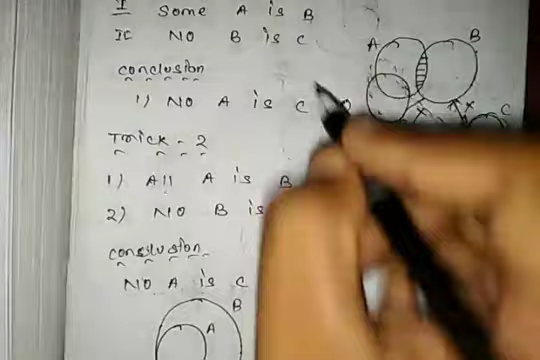 I Some A is B
II NO B is C.
A B
conclusion
1) NO A is C
x x C
Trick - 2
1) All A is B
2) NO B is
conslusion
NO A is C
B
A